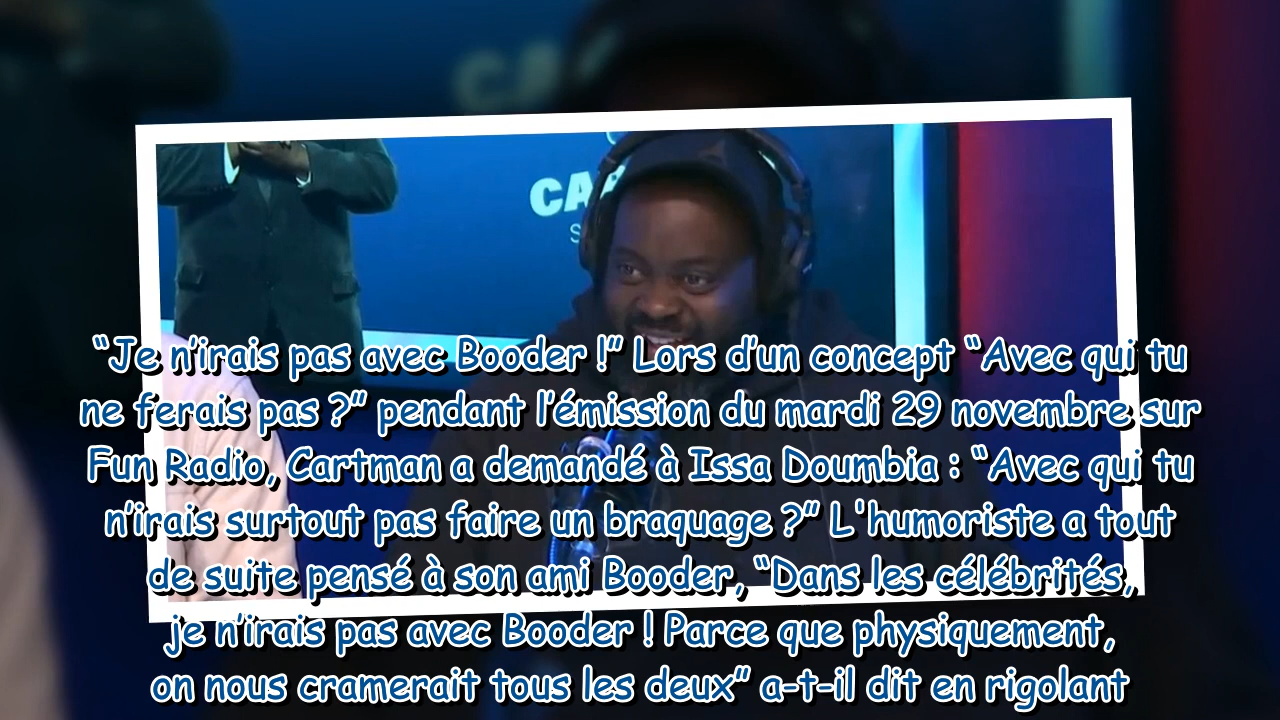 CA
S
“Je n’irais pas avec Booder !” Lors d’un concept “Avec qui tu
ne ferais pas ?” pendant l’émission du mardi 29 novembre sur
Fun Radio, Cartman a demandé à Issa Doumbia : “Avec qui tu
n’irais surtout pas faire un braquage ?” L'humoriste a tout
de suite pensé à son ami Booder, “Dans les célébrités,
je n’irais pas avec Booder ! Parce que physiquement,
on nous cramerait tous les deux” a-t-il dit en rigolant